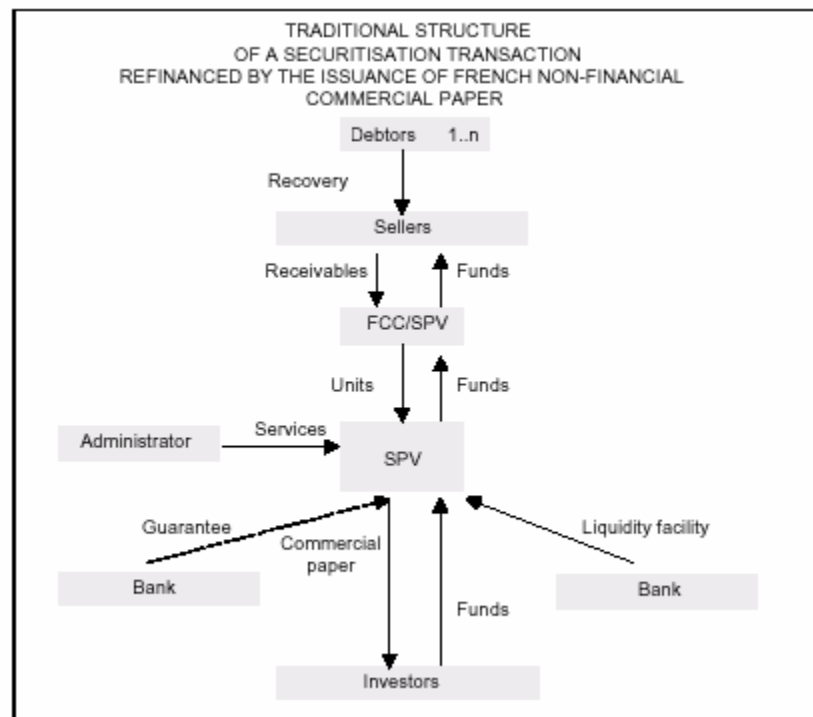 TRADITIONAL STRUCTURE
OF A SECURITISATION TRANSACTION
REFINANCED BY THE ISSUANCE OF FRENCH NON-FINANCIAL
COMMERCIAL PAPER
Debtors 1..n
Recovery
Sellers
Receivables Funds
FCC/SPV
Units Funds
Administrator
Services
SPV
Guarantee
Commercial
paper
Liquidity facility
Bank
Funds
Bank
Investors